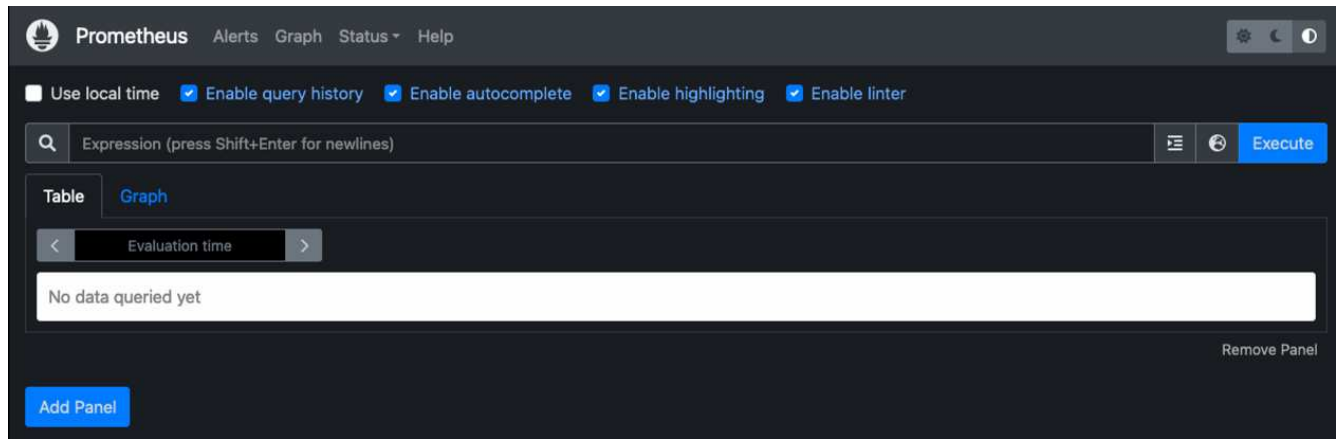 Prometheus Alerts Graph Status Help
Use local time Enable query history Enable autocomplete Enable highlighting Enable linter
Expression (press Shift+Enter for newlines) Execute
Table Graph
Evaluation time
No data queried yet
Remove Panel
Add Panel